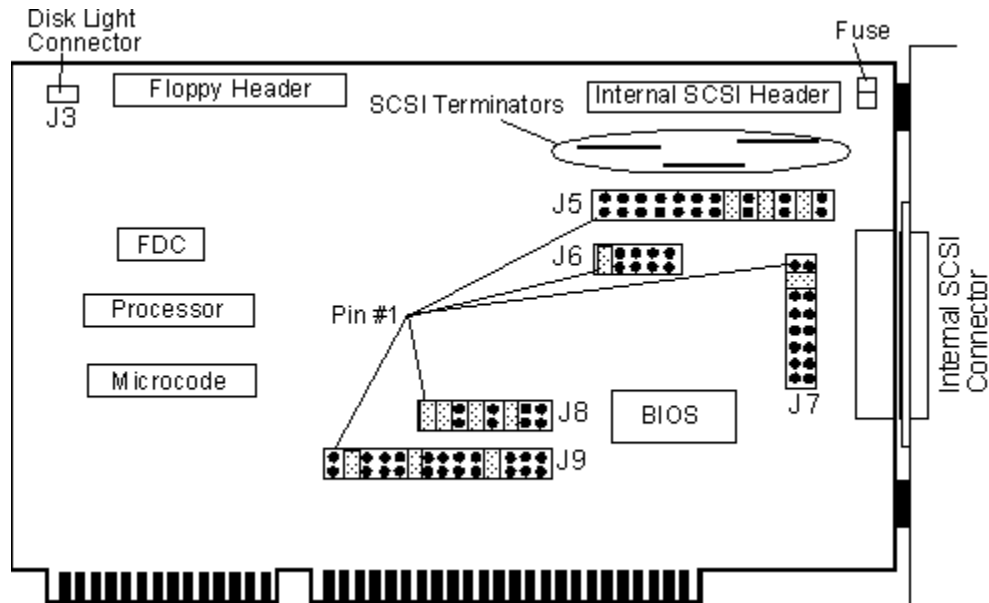 Disk Light
Connector
Fuse
J3
Floppy Header
Internal SCSI Header
SCSI Terminators
J5
FDC
J6
Processor
Pin #1
Internal SCSI
Connector
Microcode
J7
J8
BIOS
J9